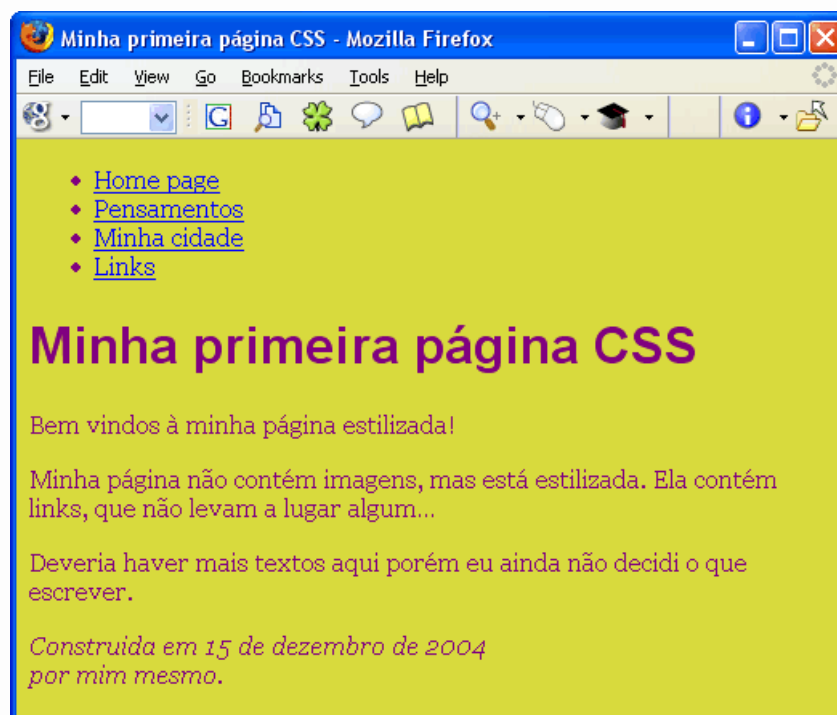 Minha primeira página CSS - Mozilla Firefox
File Edit View Go Bookmarks Tools Help
Home page
Pensamentos
Minha cidade
Links
Minha primeira página CSS
Bem vindos à minha página estilizada!
Minha página não contém imagens, mas está estilizada. Ela contém
links, que não levam a lugar algum...
Deveria haver mais textos aqui porém eu ainda não decidi o que
escrever.
Construida em 15 de dezembro de 2004
por mim mesmo.